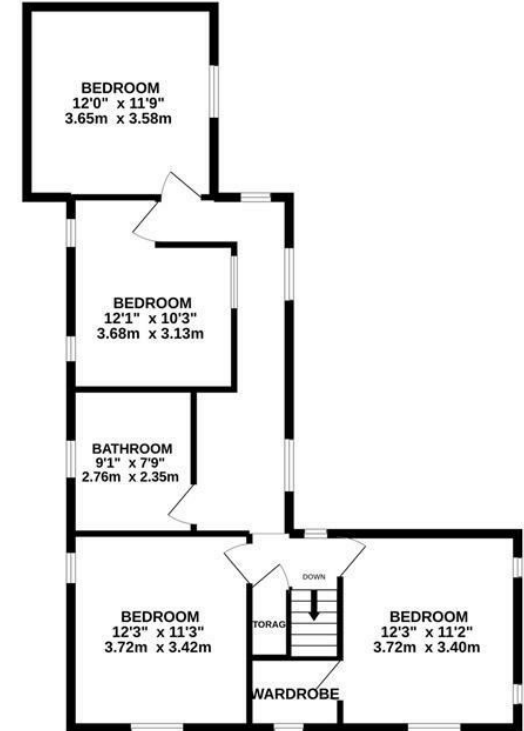 BEDROOM
12'0" x 11'9"
3.65m x 3.58m
BEDROOM
12'1" x 10'3"
3.68m x 3.13m
BATHROOM
9'1" x 7'9"
2.76m x 2.35m
DOWN
BEDROOM
12'3" x 11'3"
3.72m x 3.42m
TORAG
BEDROOM
12'3" x 11'2"
3.72m x 3.40m
WARDROBE